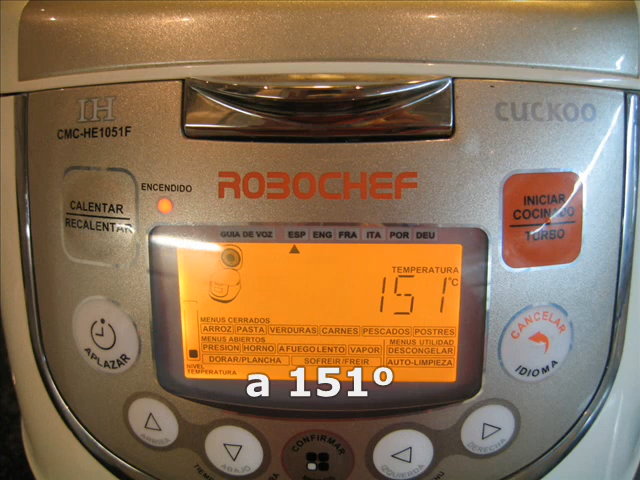 IH
CMC-HE1051F
CUCKOO
ROBOCHEF
ENCENDIDO
CALENTAR
RECALENTAR
INICIAR
COCINADO
TURBO
GUIA DE VOZ ESP ENG FRA ITA POR DEU
TEMPERATURA
151°C
MENUS CERRADOS
ARROZ PASTA VERDURAS CARNES PESCADOS POSTRES
MENUS ABIERTOS MENUS UTILIDAD
PRESION HORNO A FUEGO LENTO VAPOR DESCONGELAR
DORAR/PLANCHA SOFREIR/FREIR AUTO-LIMPIEZA
NIVEL
TEMPERATURA
a 151º
APLAZAR
CANCELAR
IDIOMA
ARRIBA
ABAJO
CONFIRMAR
IZQUIERDA
DERECHA